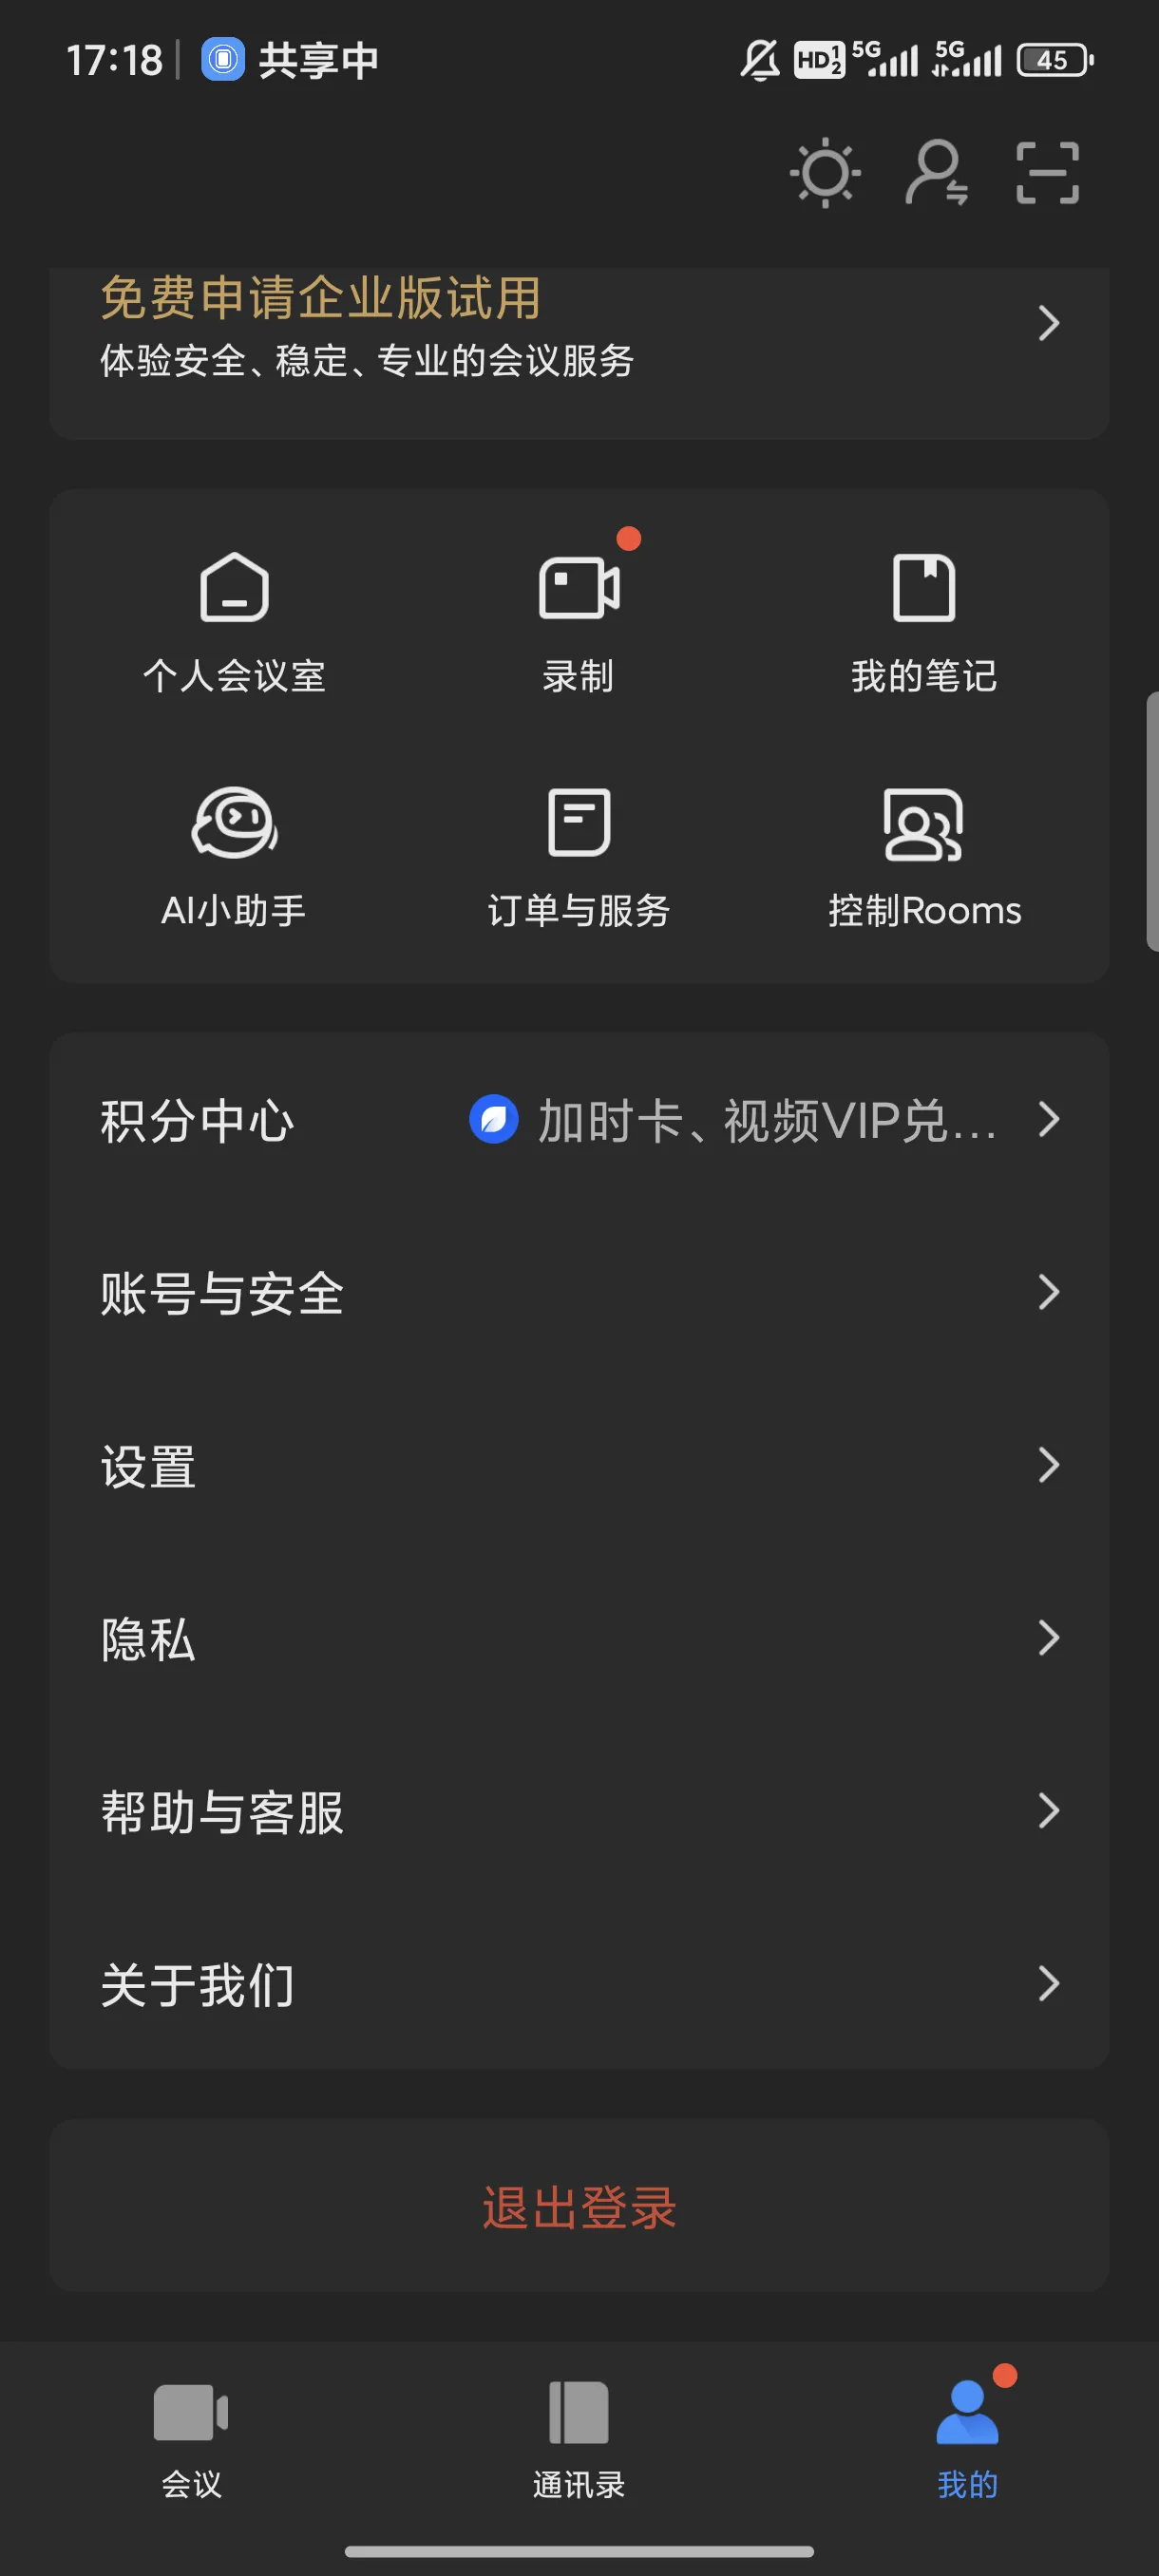 17:18 共享中 HD 1 2 5G 5G 45
免费申请企业版试用
体验安全、稳定、专业的会议服务
个人会议室 录制 我的笔记
AI小助手 订单与服务 控制Rooms
积分中心 加时卡、视频VIP兑...
账号与安全
设置
隐私
帮助与客服
关于我们
退出登录
会议 通讯录 我的